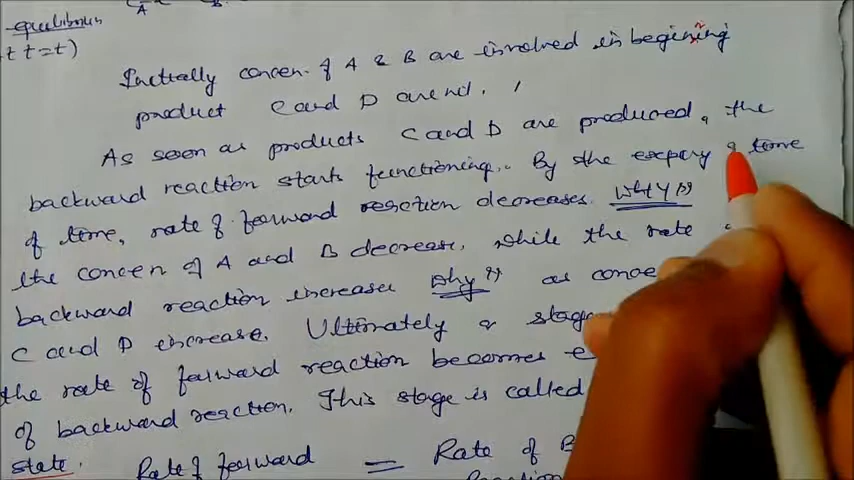 A B
equilibrium
t t=t)
Initially concen. of A & B are involved in begining
product C and D are nil.
As soon as products C and D are produced, the
backward reaction starts functioning. By the expery of time
of time, rate of forward reaction decreases. Why?
the concen of A and B decrease, while the rate
backward reaction increases why? as conce
C and D increase. Ultimately a stage
the rate of forward reaction becomes e
of backward reaction. This stage is called
state. Rate of forward = Rate of B
Reaction